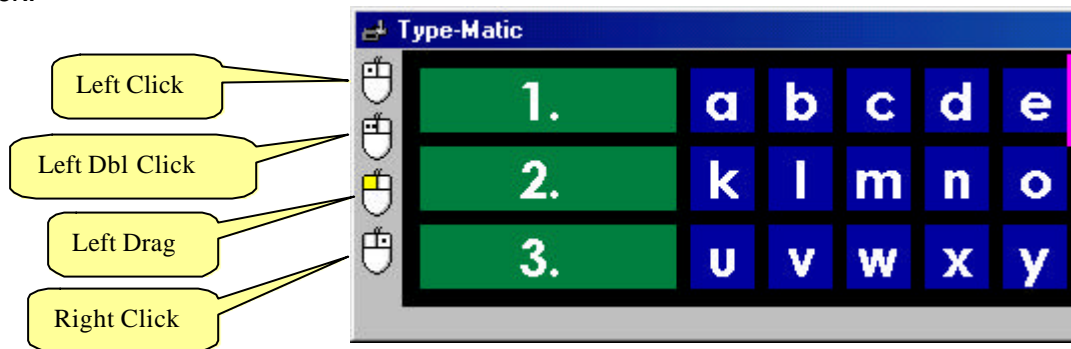 Type-Matic
Left Click
1. a b c d e
Left Dbl Click
2. k l m n o
Left Drag
3. u v w x y
Right Click